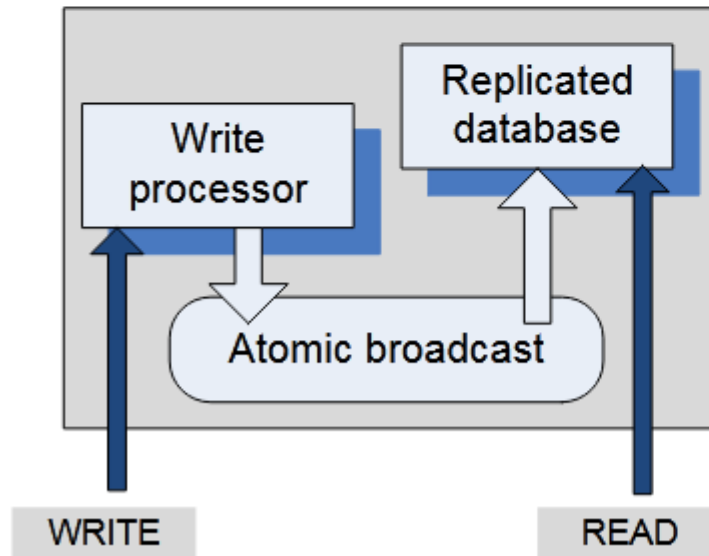 Replicated
database
Write
processor
Atomic broadcast
WRITE
READ